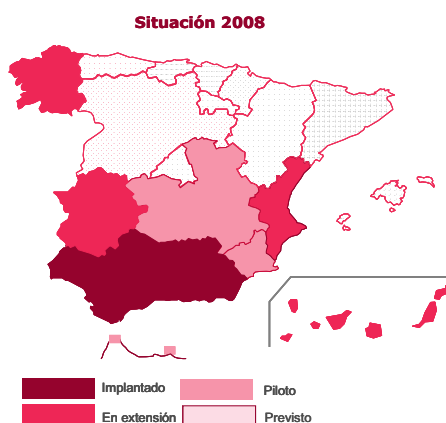 Situación 2008
Implantado
Piloto
En extensión
Previsto